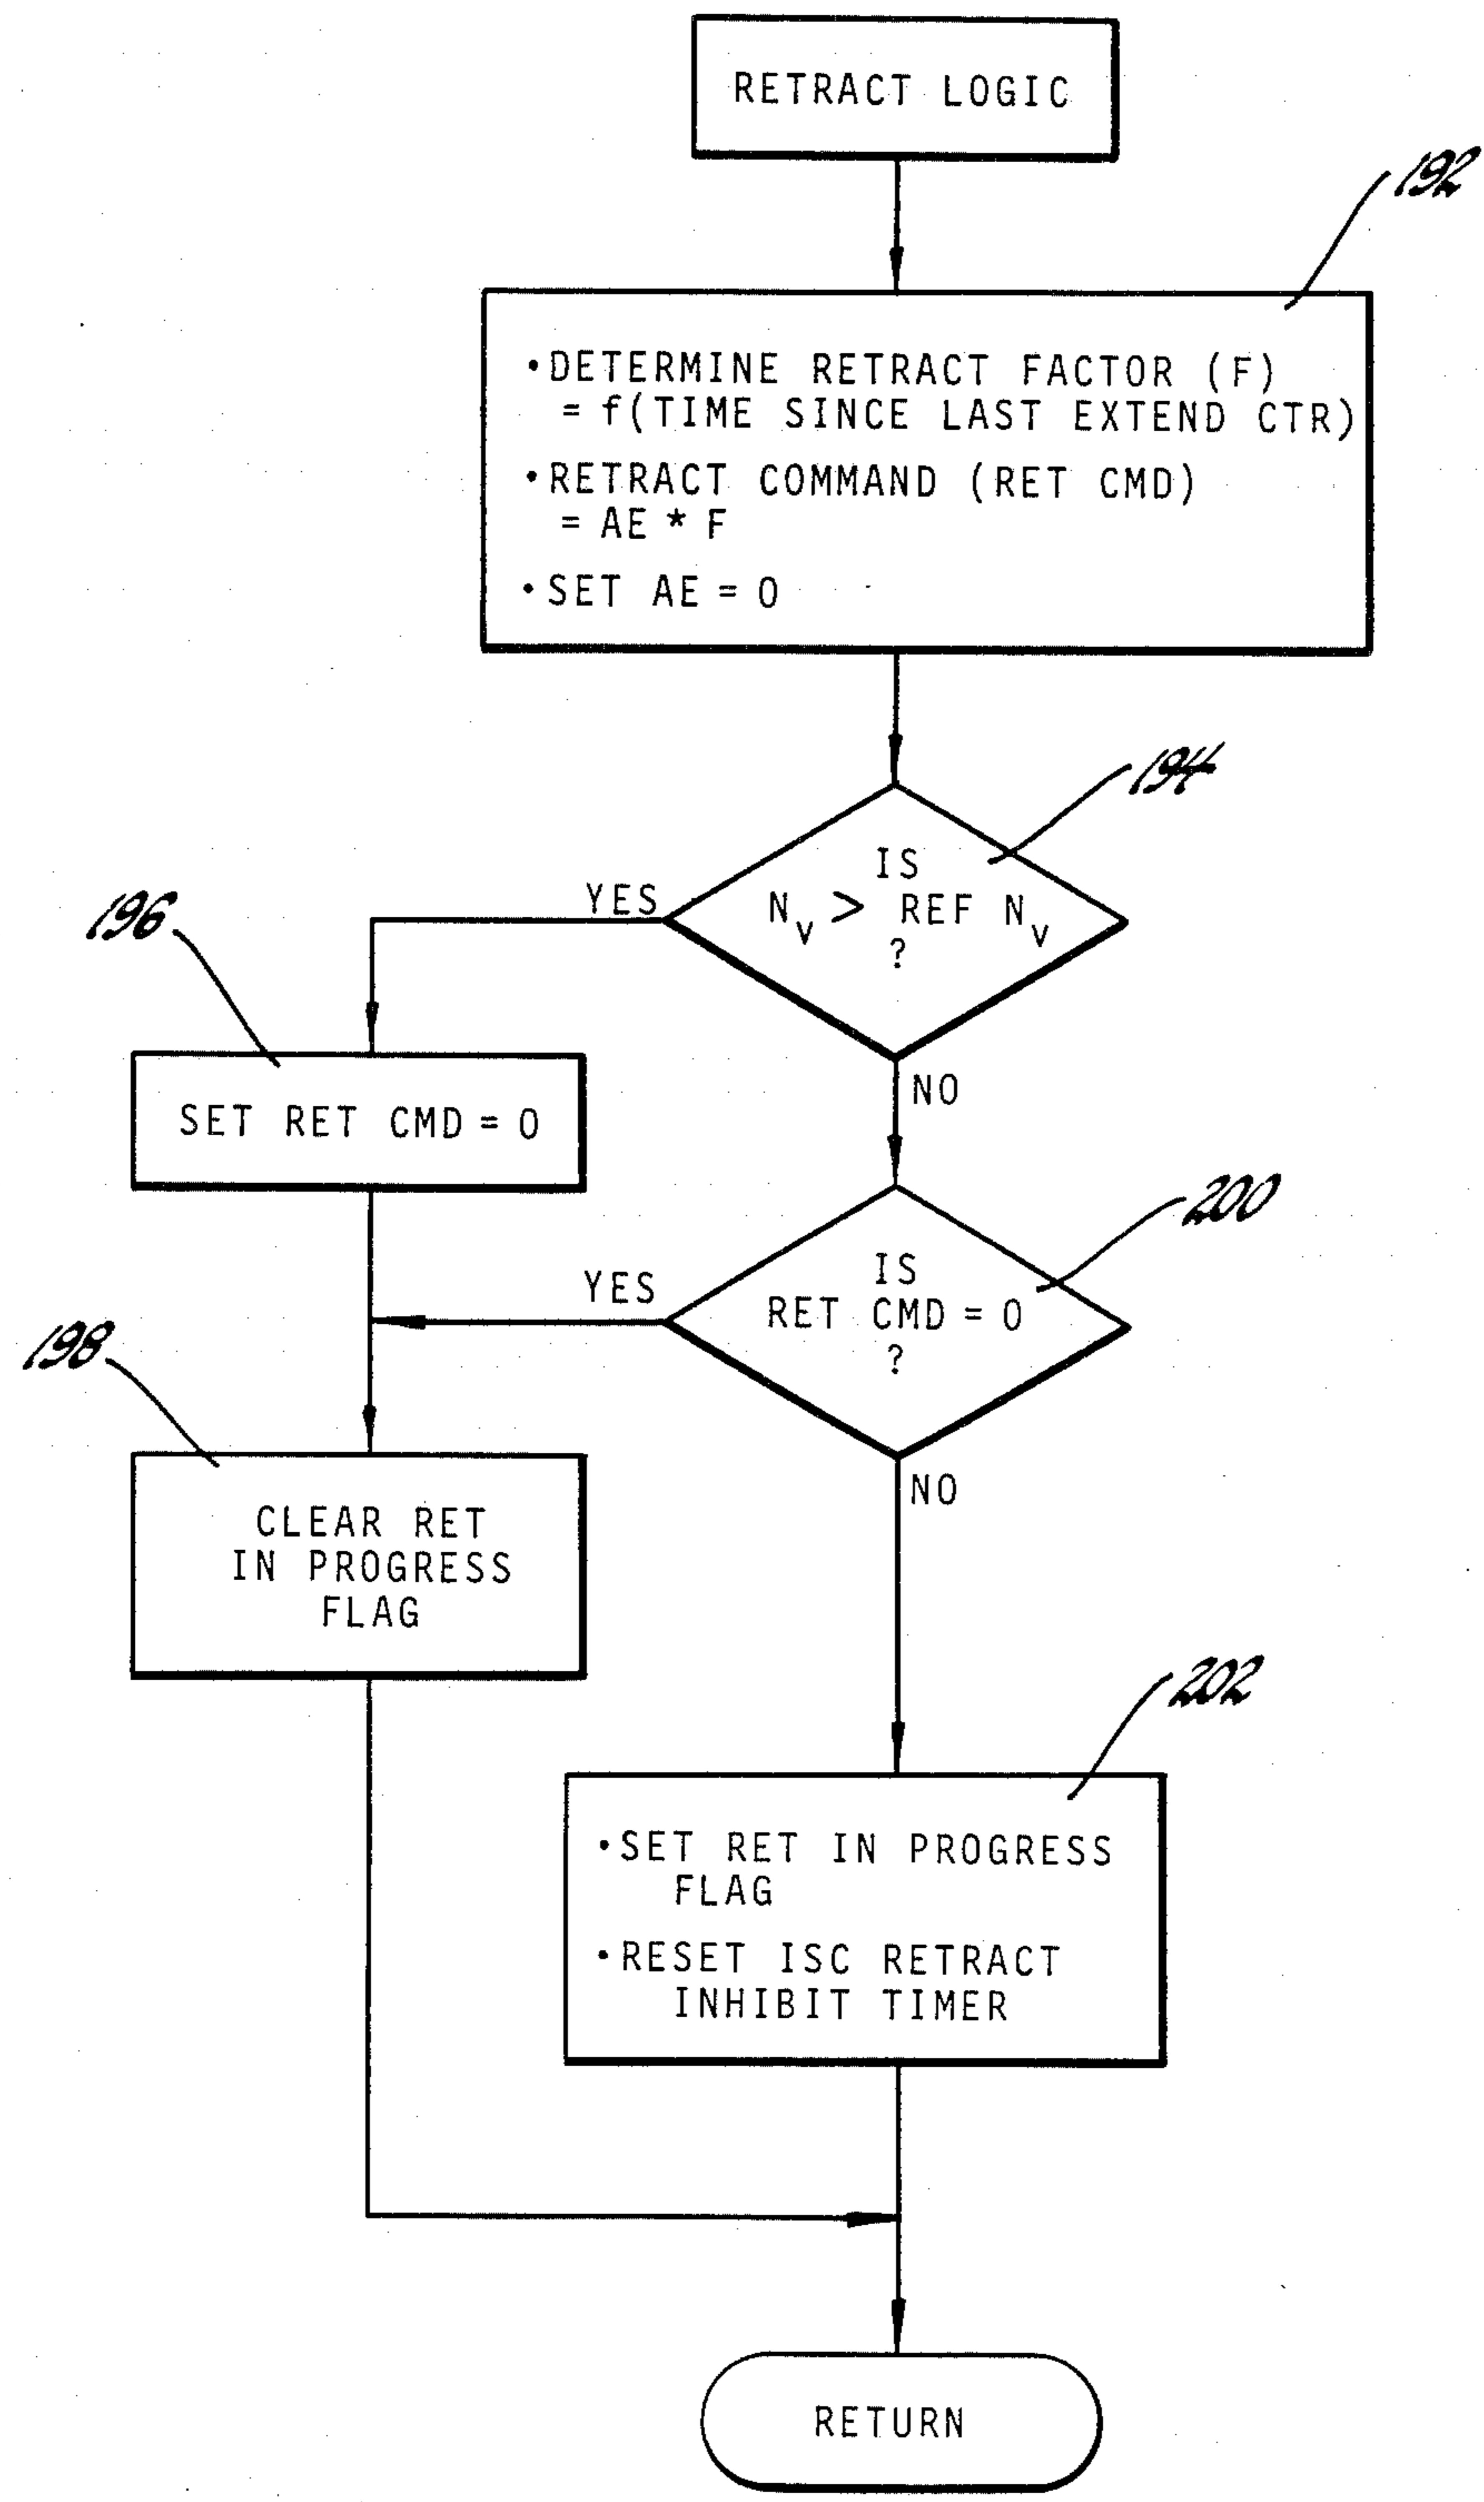 RETRACT LOGIC
192
•DETERMINE RETRACT FACTOR (F)
= f(TIME SINCE LAST EXTEND CTR)
•RETRACT COMMAND (RET CMD)
= AE * F
•SET AE = 0
194
IS
Nv > REF Nv
?
YES
NO
196
SET RET CMD = 0
200
IS
RET CMD = 0
?
YES
NO
198
CLEAR RET
IN PROGRESS
FLAG
202
•SET RET IN PROGRESS
FLAG
•RESET ISC RETRACT
INHIBIT TIMER
RETURN